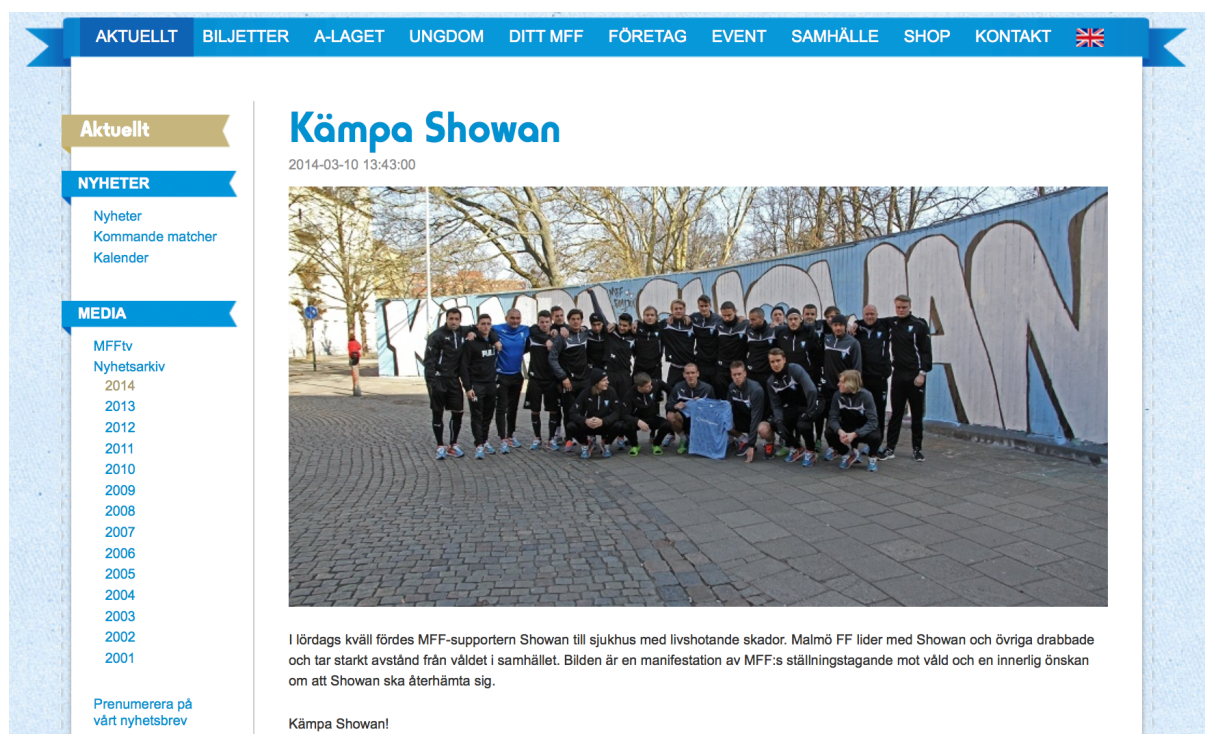 AKTUELLT BILJETTER A-LAGET UNGDOM DITT MFF FÖRETAG EVENT SAMHÄLLE SHOP KONTAKT
Aktuellt
NYHETER
Nyheter
Kommande matcher
Kalender
MEDIA
MFFtv
Nyhetsarkiv
2014
2013
2012
2011
2010
2009
2008
2007
2006
2005
2004
2003
2002
2001
Prenumerera på
vårt nyhetsbrev
Kämpa Showan
2014-03-10 13:43:00
I lördags kväll fördes MFF-supportern Showan till sjukhus med livshotande skador. Malmö FF lider med Showan och övriga drabbade
och tar starkt avstånd från våldet i samhället. Bilden är en manifestation av MFF:s ställningstagande mot våld och en innerlig önskan
om att Showan ska återhämta sig.
Kämpa Showan!